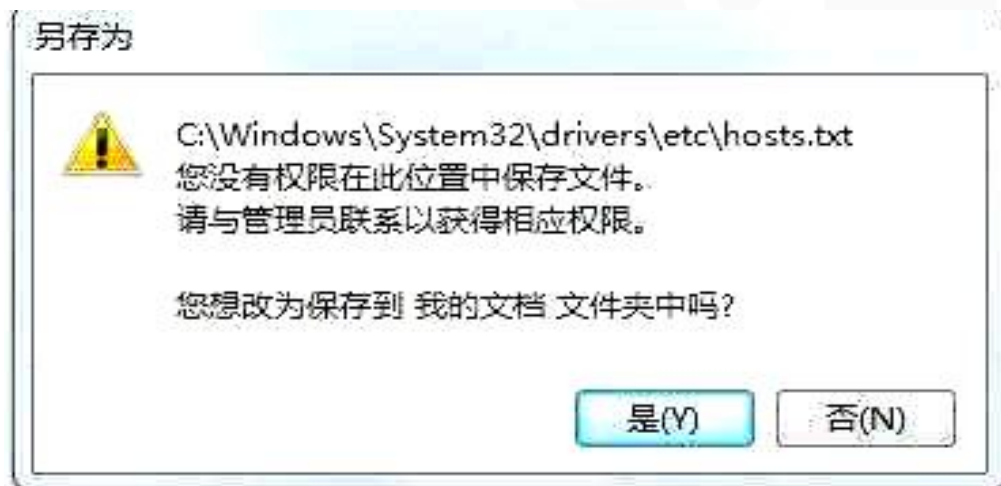 另存为
C:\Windows\System32\drivers\etc\hosts.txt
您没有权限在此位置中保存文件。
请与管理员联系以获得相应权限。
您想改为保存到 我的文档 文件夹中吗?
是(Y)
否(N)